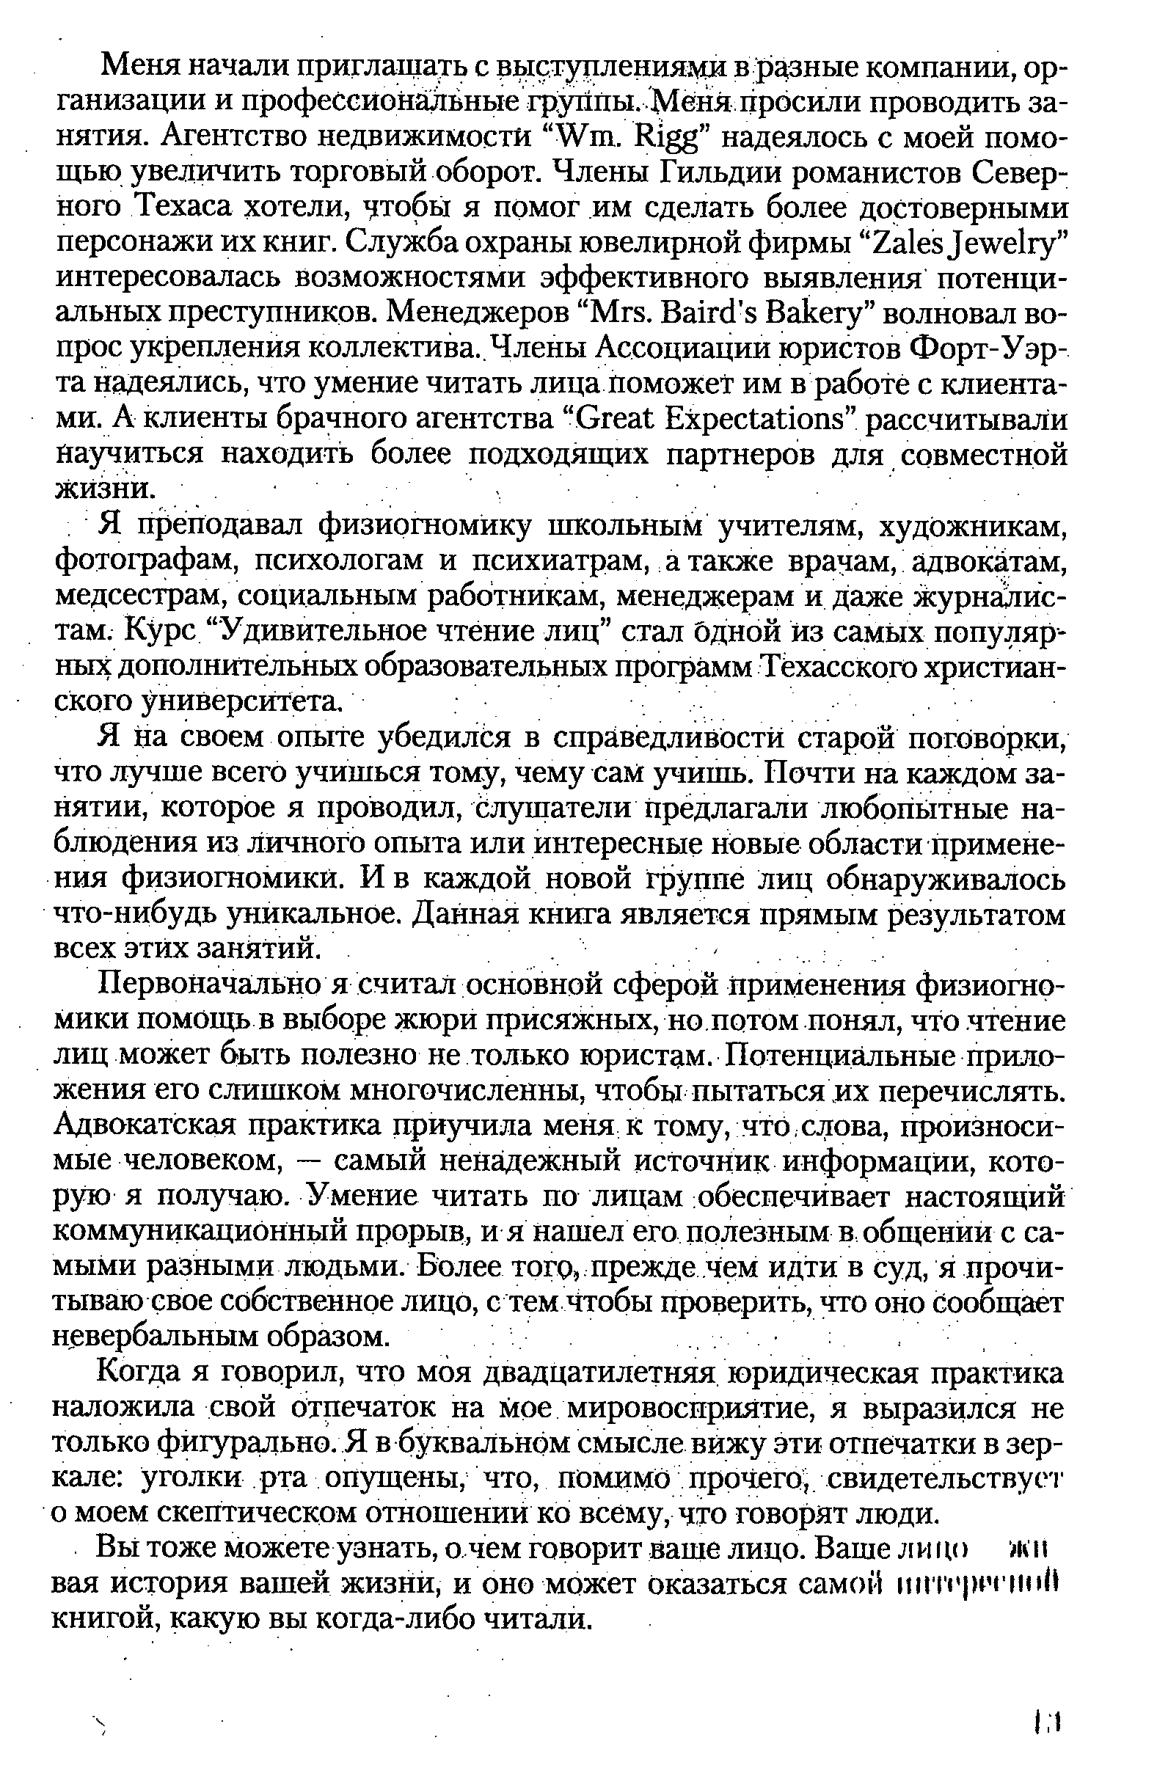 Меня начали приглашать с выступлениями в разные компании, ор-
ганизации и профессиональные группы. Меня просили проводить за-
нятия. Агентство недвижимости “Wm. Rigg” надеялось с моей помо-
щью увеличить торговый оборот. Члены Гильдии романистов Север-
ного Техаса хотели, чтобы я помог им сделать более достоверными
персонажи их книг. Служба охраны ювелирной фирмы “Zales Jewelry”
интересовалась возможностями эффективного выявления потенци-
альных преступников. Менеджеров “Mrs. Baird's Bakery” волновал во-
прос укрепления коллектива. Члены Ассоциации юристов Форт-Уэр-
та надеялись, что умение читать лица поможет им в работе с клиента-
ми. А клиенты брачного агентства “Great Expectations” рассчитывали
научиться находить более подходящих партнеров для совместной
жизни.
Я преподавал физиогномику школьным учителям, художникам,
фотографам, психологам и психиатрам, а также врачам, адвокатам,
медсестрам, социальным работникам, менеджерам и даже журналис-
там. Курс “Удивительное чтение лиц” стал одной из самых популяр-
ных дополнительных образовательных программ Техасского христиан-
ского университета.
Я на своем опыте убедился в справедливости старой поговорки,
что лучше всего учишься тому, чему сам учишь. Почти на каждом за-
нятии, которое я проводил, слушатели предлагали любопытные на-
блюдения из личного опыта или интересные новые области примене-
ния физиогномики. И в каждой новой группе лиц обнаруживалось
что-нибудь уникальное. Данная книга является прямым результатом
всех этих занятий.
Первоначально я считал основной сферой применения физиогно-
мики помощь в выборе жюри присяжных, но потом понял, что чтение
лиц может быть полезно не только юристам. Потенциальные прило-
жения его слишком многочисленны, чтобы пытаться их перечислять.
Адвокатская практика приучила меня к тому, что слова, произноси-
мые человеком, — самый ненадежный источник информации, кото-
рую я получаю. Умение читать по лицам обеспечивает настоящий
коммуникационный прорыв, и я нашел его полезным в общении с са-
мыми разными людьми. Более того, прежде чем идти в суд, я прочи-
тываю свое собственное лицо, с тем чтобы проверить, что оно сообщает
невербальным образом.
Когда я говорил, что моя двадцатилетняя юридическая практика
наложила свой отпечаток на мое мировосприятие, я выразился не
только фигурально. Я в буквальном смысле вижу эти отпечатки в зер-
кале: уголки рта опущены, что, помимо прочего, свидетельствует
о моем скептическом отношении ко всему, что говорят люди.
Вы тоже можете узнать, о чем говорит ваше лицо. Ваше лицо жи
вая история вашей жизни, и оно может оказаться самой
книгой, какую вы когда-либо читали.